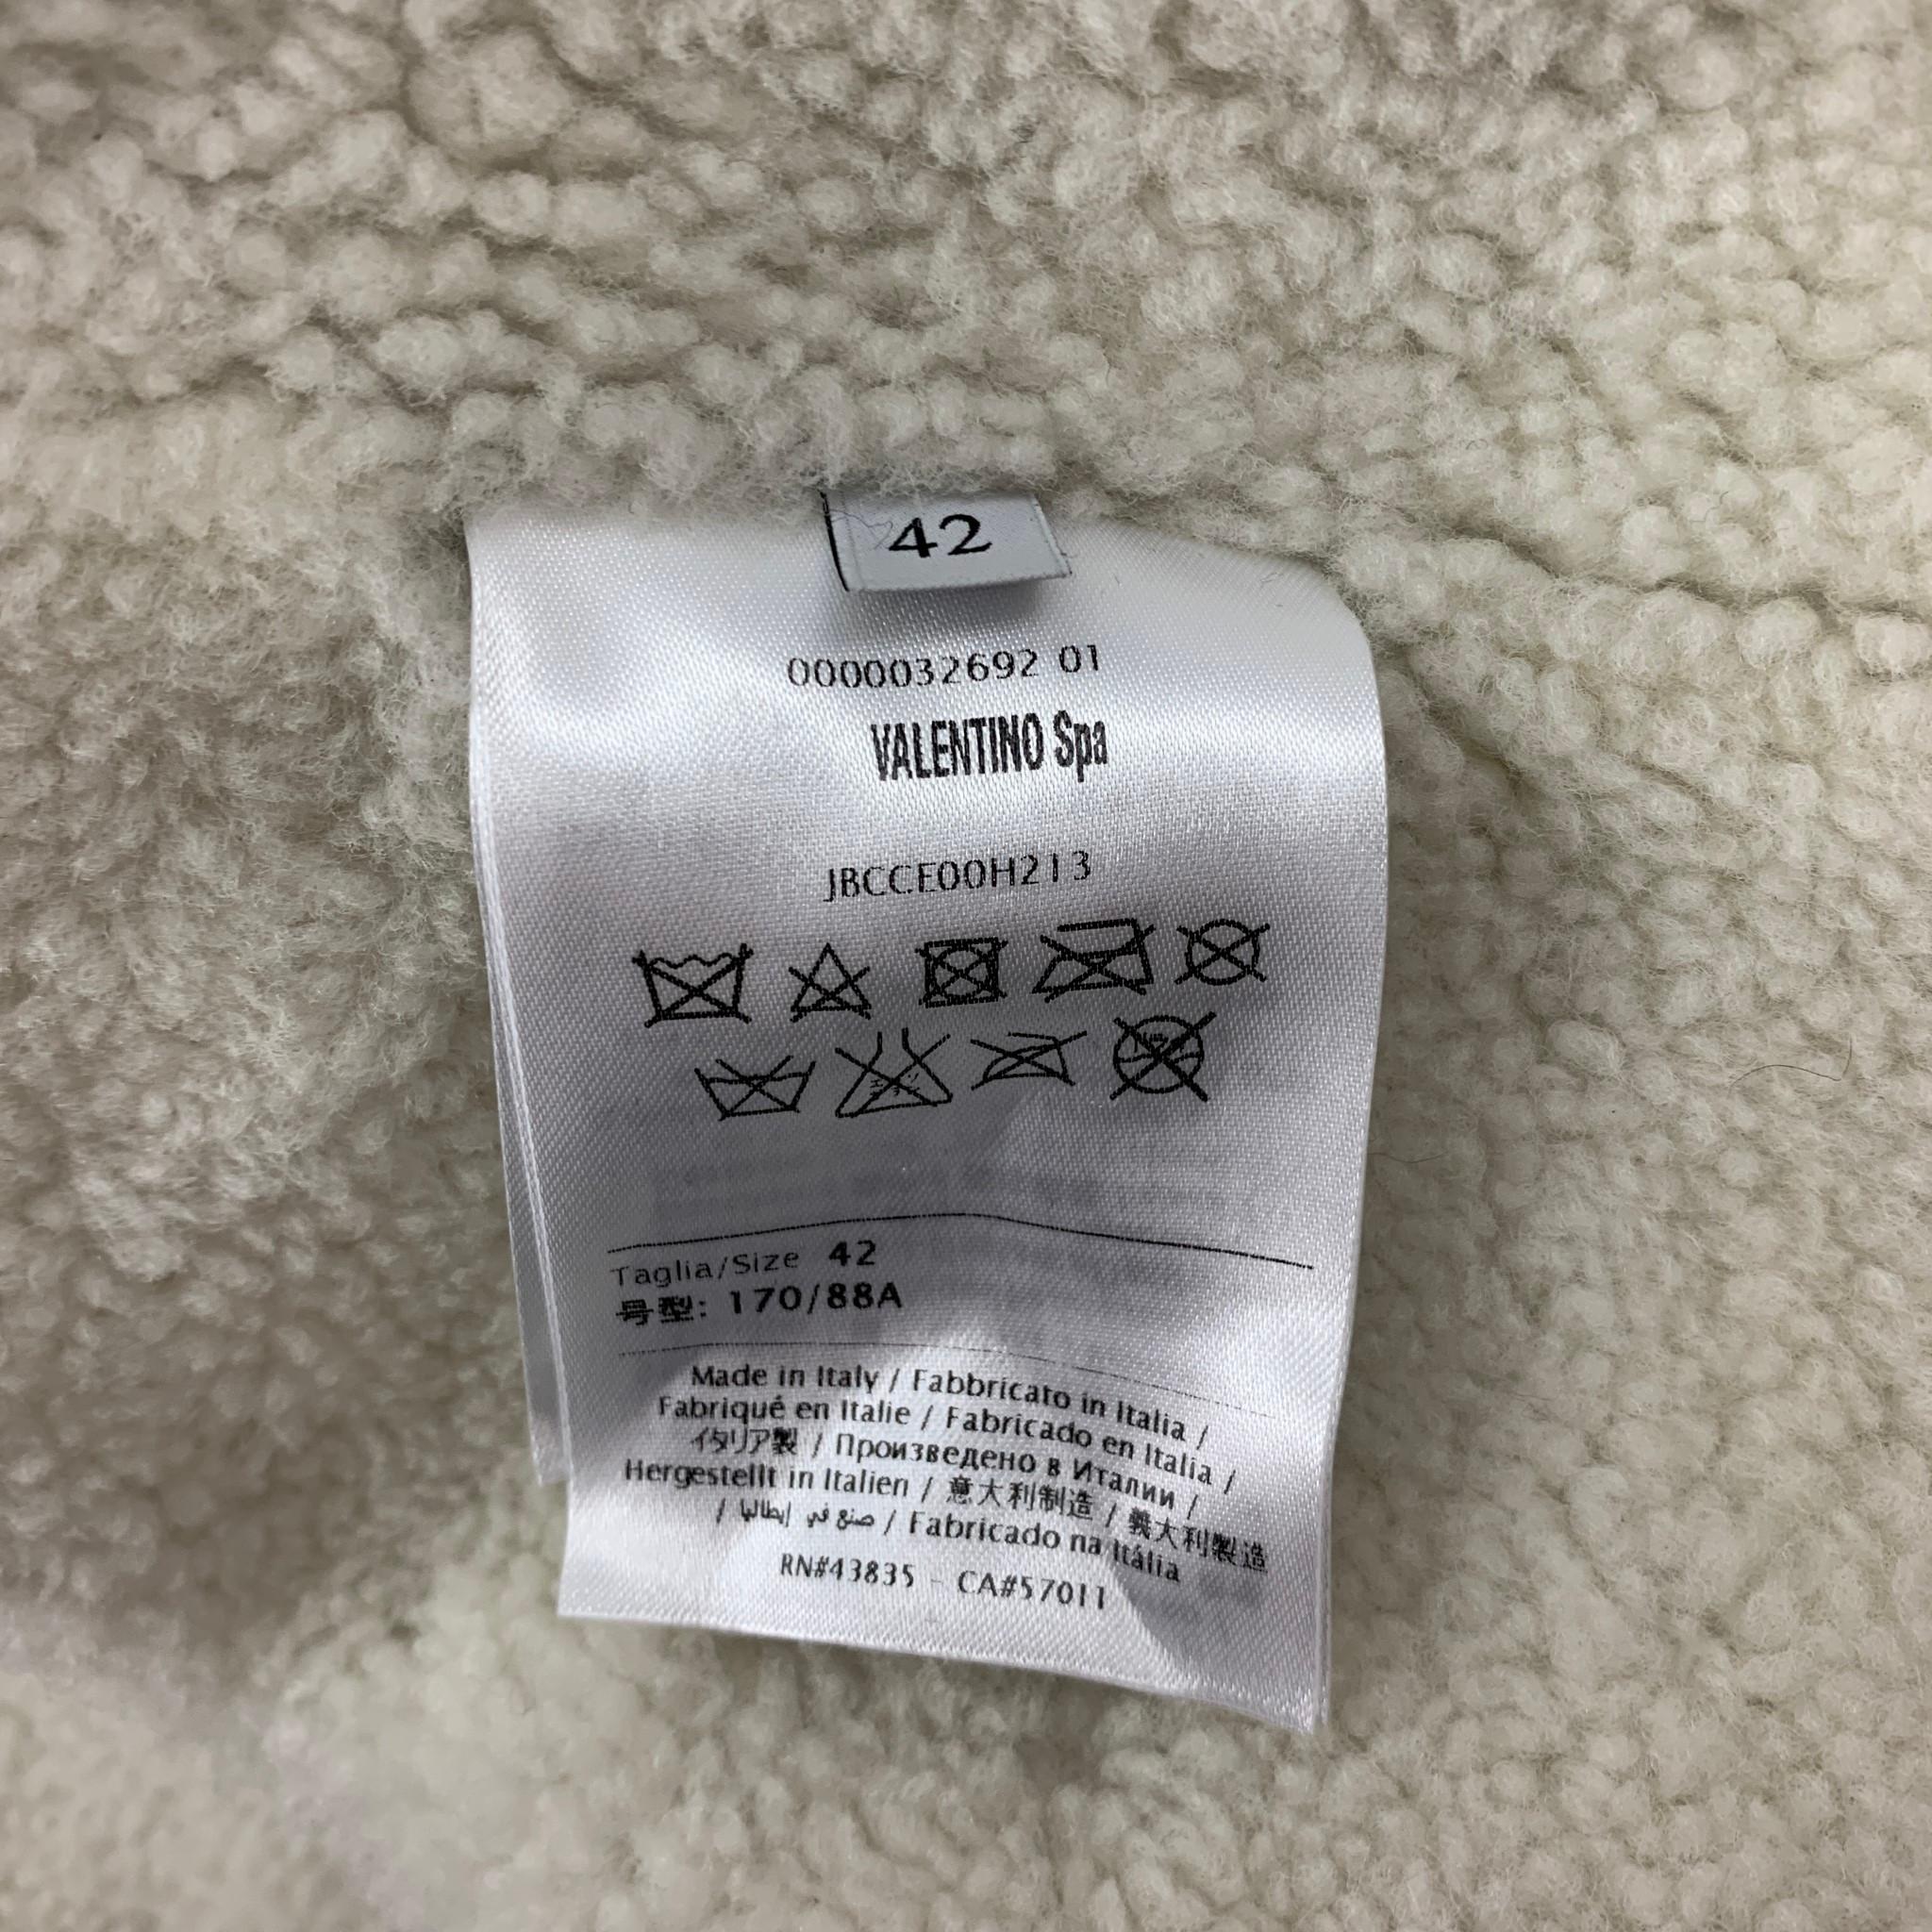 42
0000032692 01
VALENTINO Spa
JBCCE00H213
Taglia/Size 42
号型: 170/88A
Made in Italy / Fabbricato in Italia /
Fabriqué en Italie / Fabricado en Italia /
イタリア製 / Произведено в Италии /
Hergestellt in Italien / 意大利制造 / 義大利製造
/ صنع في إيطاليا / Fabricado na Itália
RN#43835 - CA#57011